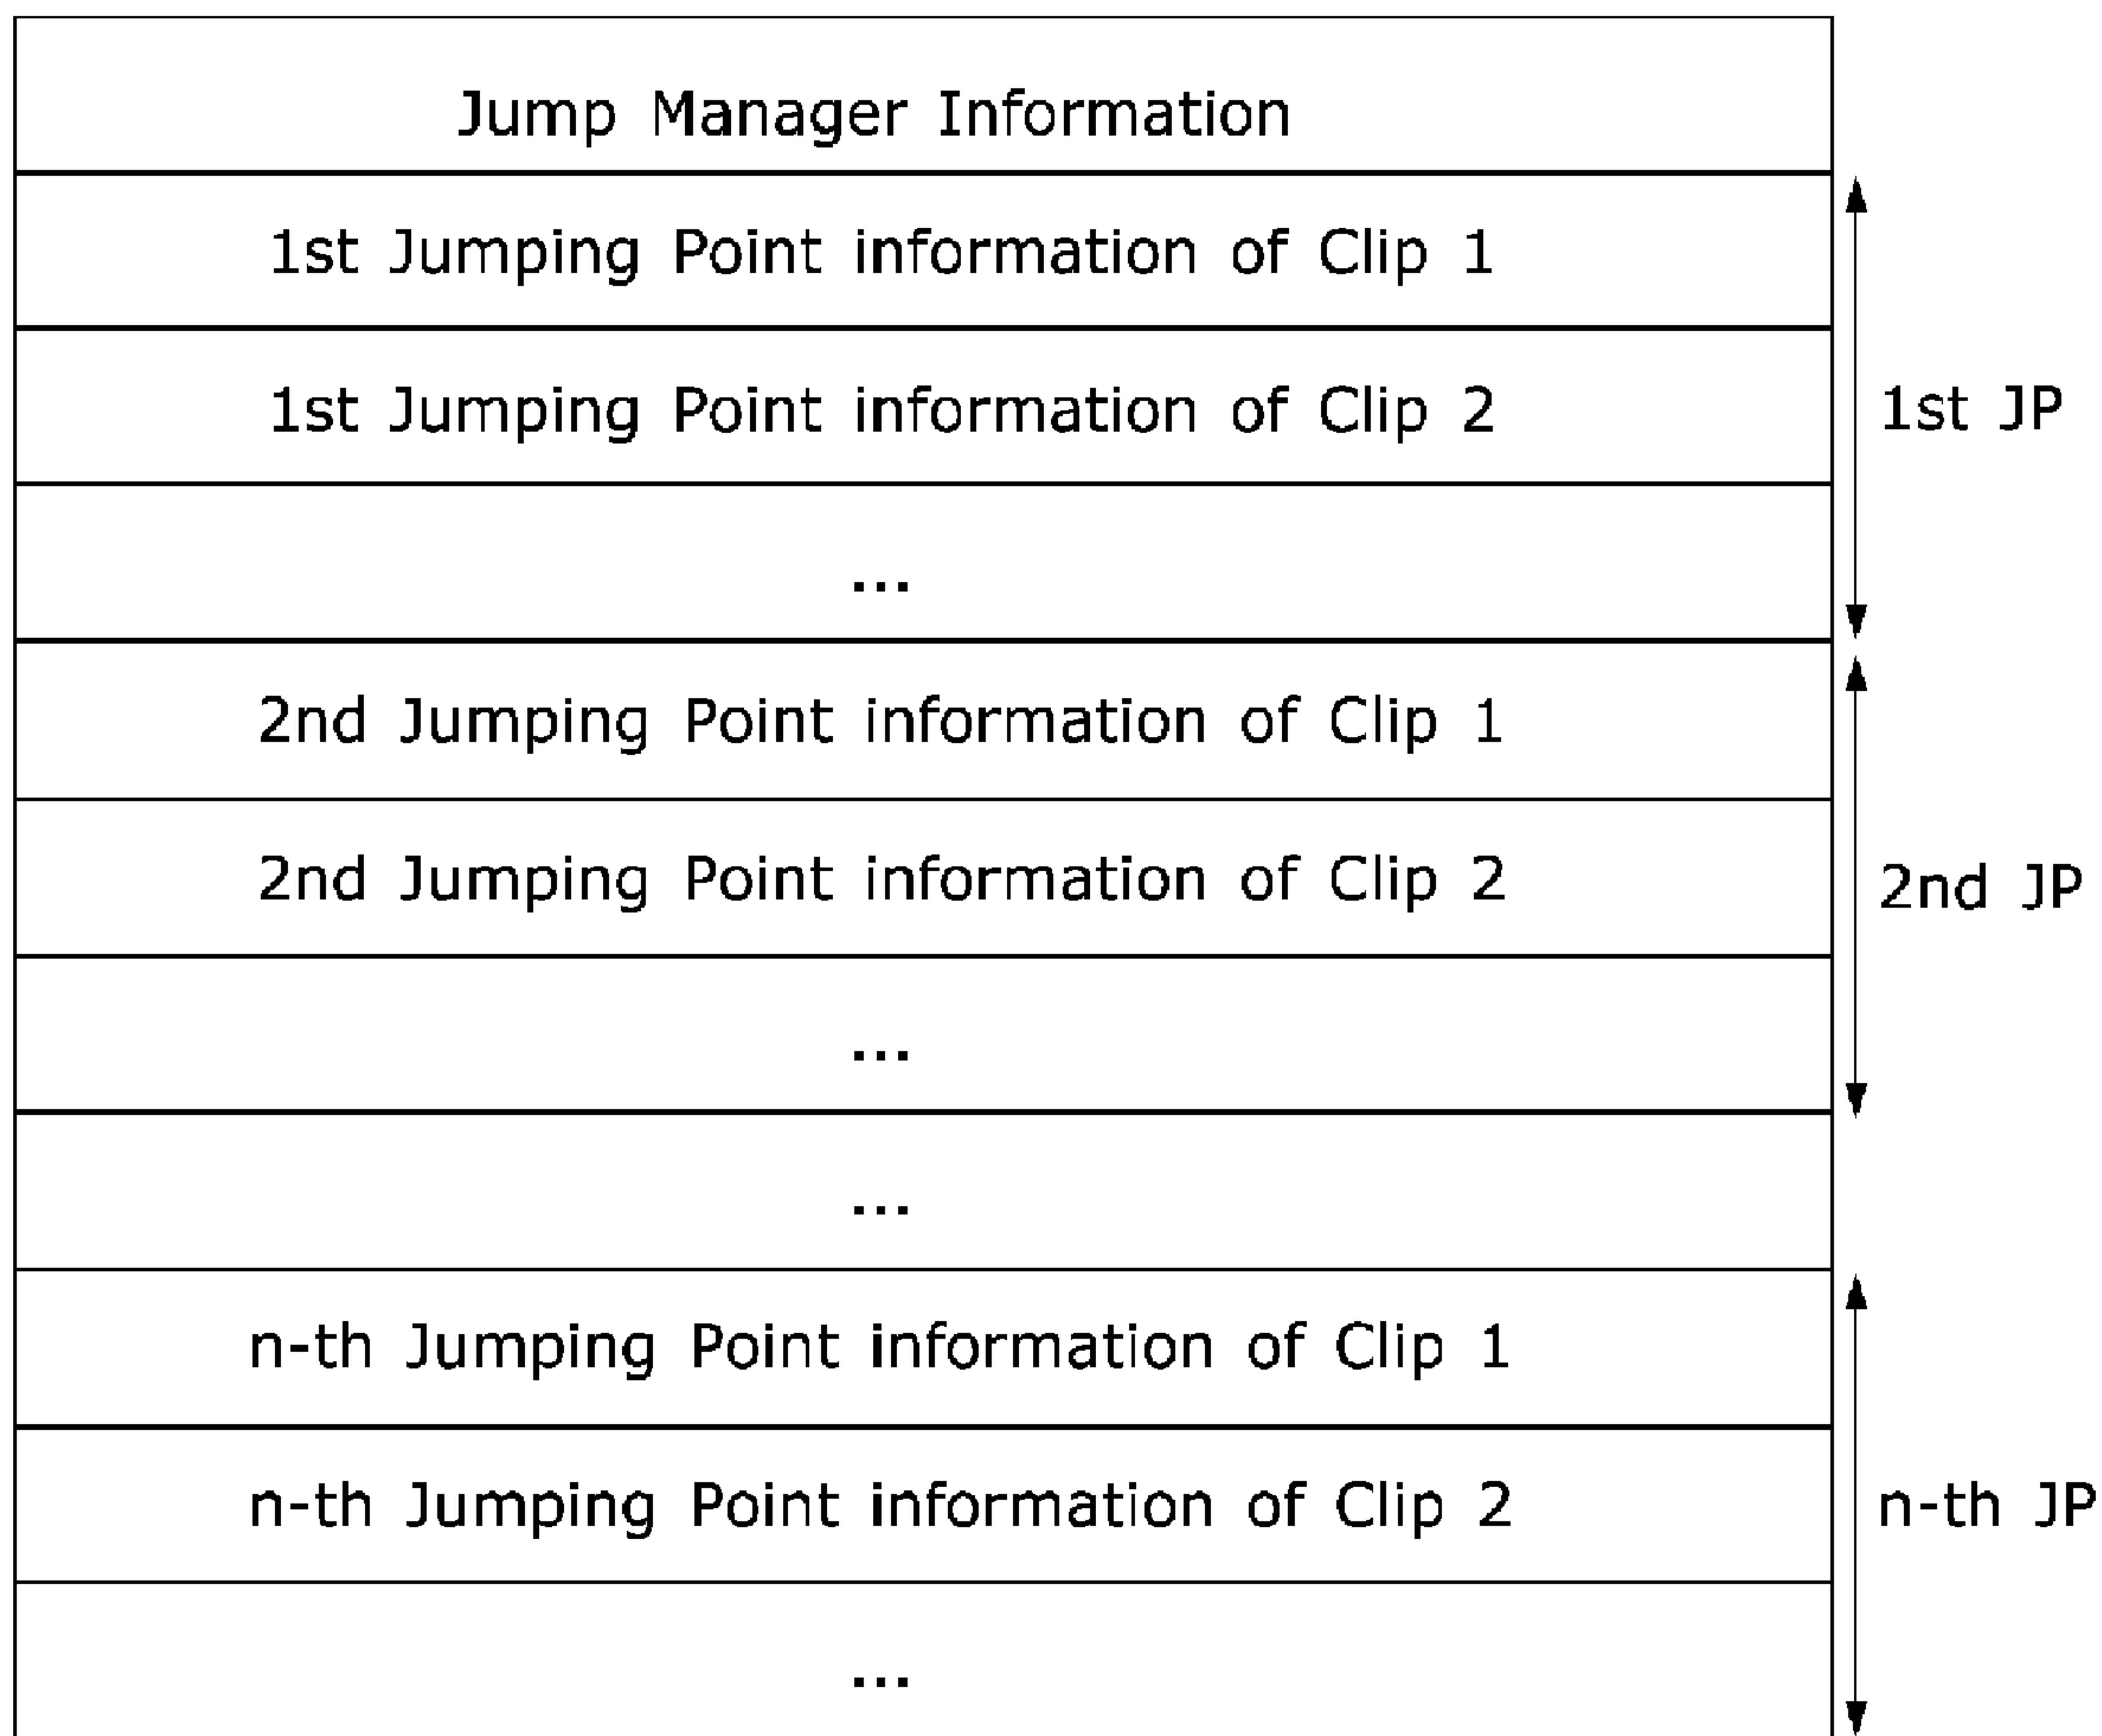 Jump Manager Information
1st Jumping Point information of Clip 1
1st Jumping Point information of Clip 2
1st JP
...
2nd Jumping Point information of Clip 1
2nd Jumping Point information of Clip 2
2nd JP
...
...
n-th Jumping Point information of Clip 1
n-th Jumping Point information of Clip 2
n-th JP
...